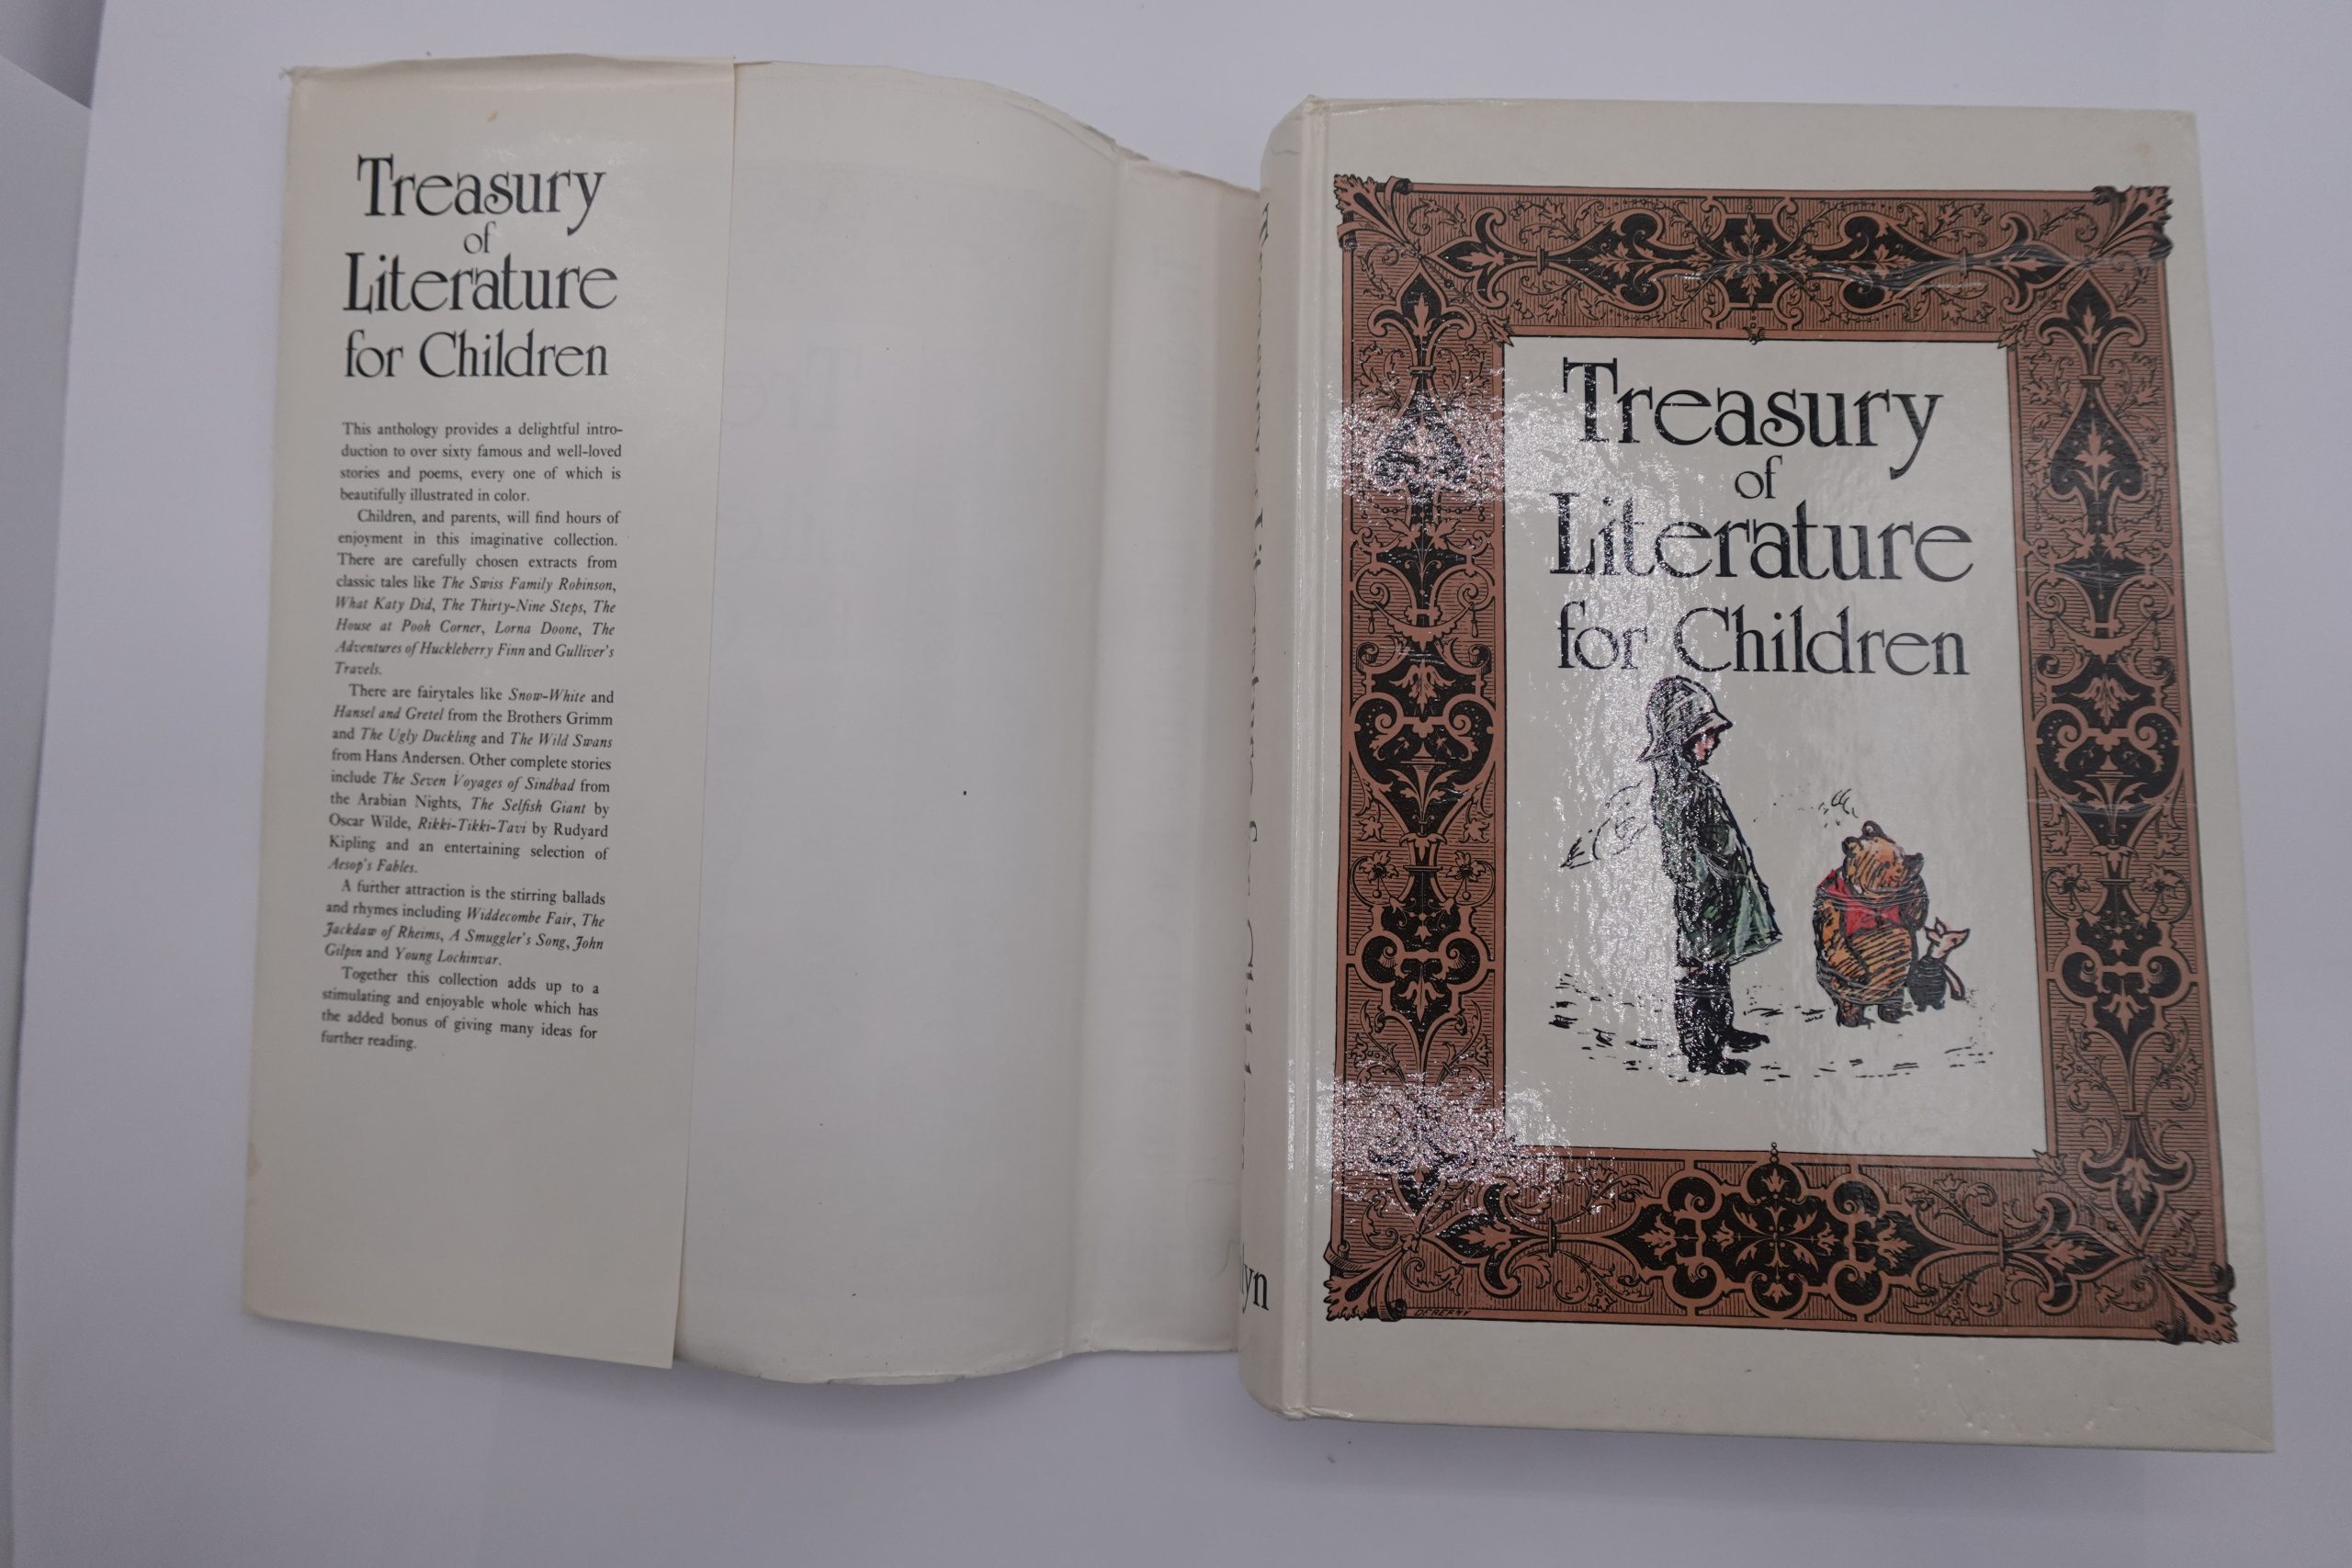 Treasury
of
Literature
for Children
This anthology provides a delightful intro-
duction to over sixty famous and well-loved
stories and poems, every one of which is
beautifully illustrated in color.
Children, and parents, will find hours of
enjoyment in this imaginative collection.
There are carefully chosen extracts from
classic tales like The Swiss Family Robinson,
What Katy Did, The Thirty-Nine Steps, The
House at Pooh Corner, Lorna Doone, The
Adventures of Huckleberry Finn and Gulliver's
Travels.
There are fairytales like Snow-White and
Hansel and Gretel from the Brothers Grimm
and The Ugly Duckling and The Wild Swans
from Hans Andersen. Other complete stories
include The Seven Voyages of Sindbad from
the Arabian Nights, The Selfish Giant by
Oscar Wilde, Rikki-Tikki-Tavi by Rudyard
Kipling and an entertaining selection of
Aesop's Fables.
A further attraction is the stirring ballads
and rhymes including Widdecombe Fair, The
Jackdaw of Rheims, A Smuggler's Song, John
Gilpin and Young Lochinvar.
Together this collection adds up to a
stimulating and enjoyable whole which has
the added bonus of giving many ideas for
further reading.
Treasury
of
Literature
for Children